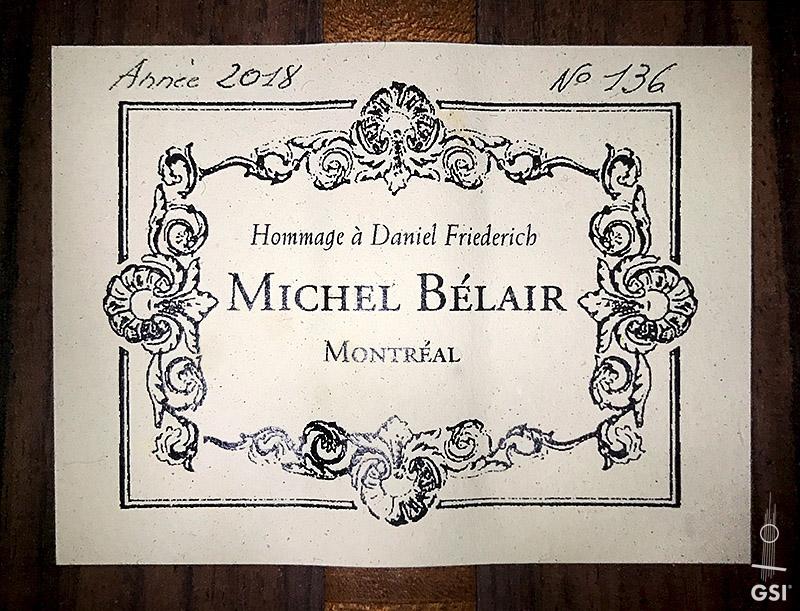 Année 2018 No 136
Hommage à Daniel Friederich
MICHEL BÉLAIR
MONTRÉAL
GSI